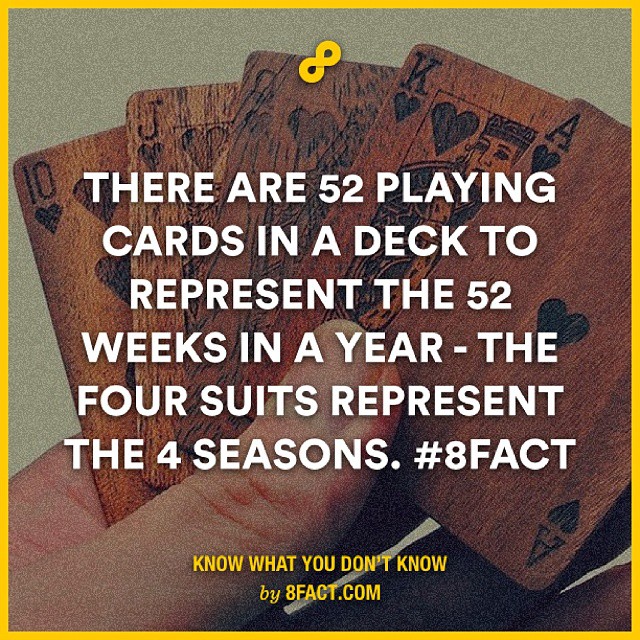 10
J
K
A
THERE ARE 52 PLAYING
CARDS IN A DECK TO
REPRESENT THE 52
WEEKS IN A YEAR - THE
FOUR SUITS REPRESENT
THE 4 SEASONS. #8FACT
A
KNOW WHAT YOU DON'T KNOW
by 8FACT.COM